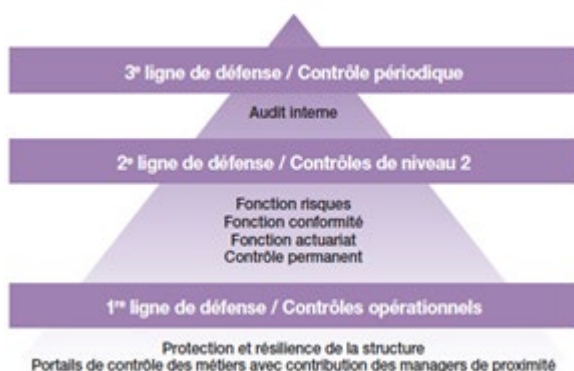 3e ligne de défense / Contrôle périodique
Audit interne
2e ligne de défense / Contrôles de niveau 2
Fonction risques
Fonction conformité
Fonction actuariat
Contrôle permanent
1re ligne de défense / Contrôles opérationnels
Protection et résilience de la structure
Portails de contrôle des métiers avec contribution des managers de proximité